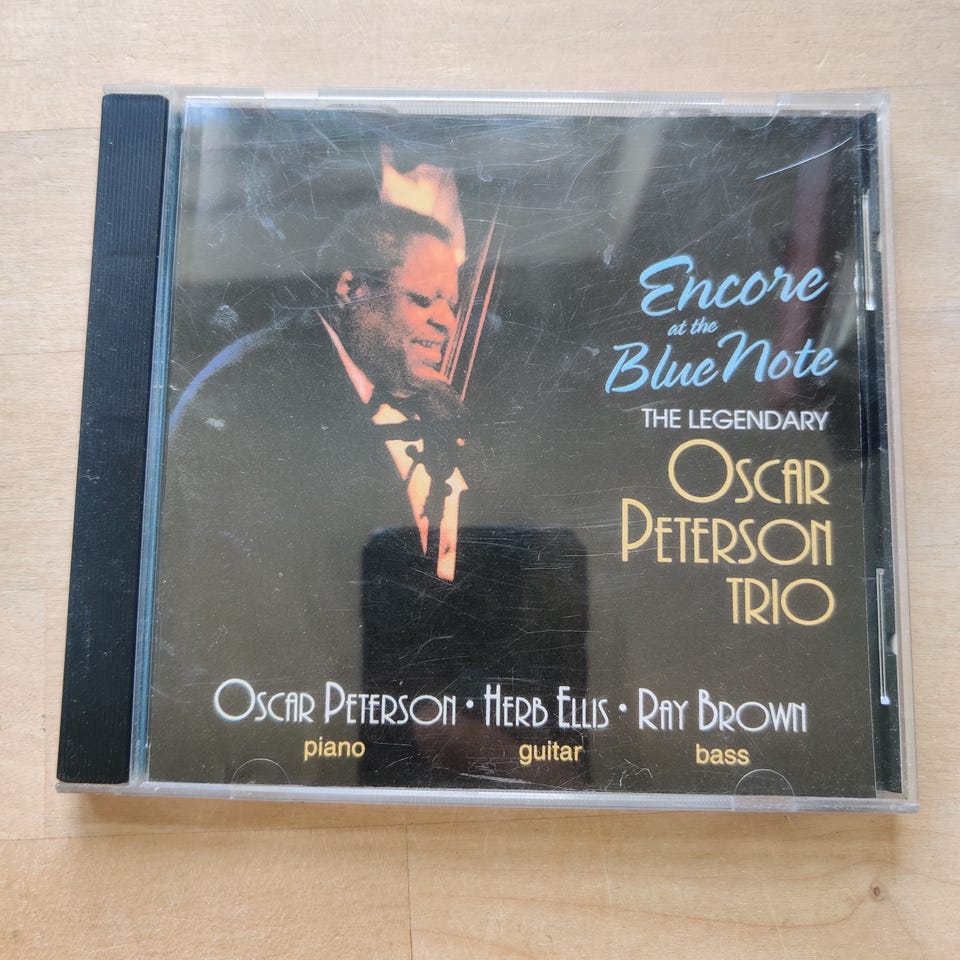 Encore
at the
Blue Note
THE LEGENDARY
OSCAR
PETERSON
TRIO
OSCAR PETERSON • HERB ELLIS • RAY BROWN
piano guitar bass